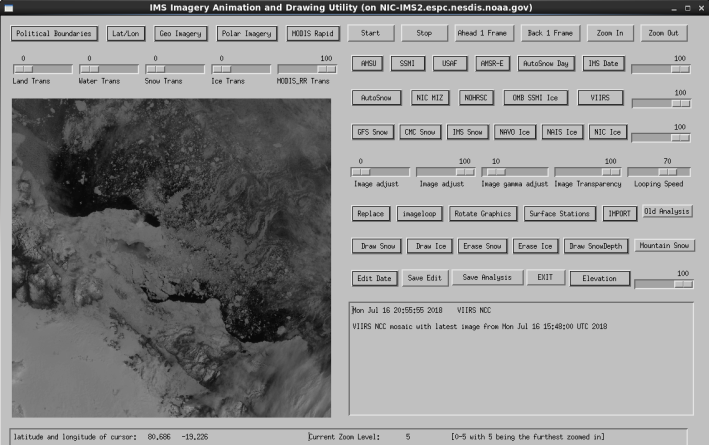 IMS Imagery Animation and Drawing Utility (on NIC-IMS2.espc.nesdis.noaa.gov)
Political Boundaries Lat/Lon Geo Imagery Polar Imagery MODIS Rapid Start Stop Ahead 1 Frame Back 1 Frame Zoom In Zoom Out
0 0 0 0 100
Land Trans Water Trans Snow Trans Ice Trans MODIS_RR Trans
AMSU SSMI USAF AMSR-E AutoSnow Day IMS Date 100
AutoSnow NIC MIZ NOHRSC OMB SSMI Ice VIIRS 100
GFS Snow CMC Snow IMS Snow NAVO Ice NAIS Ice NIC Ice 100
0 100 10 100 70
Image adjust Image adjust Image gamma adjust Image Transparency Looping Speed
Replace imageloop Rotate Graphics Surface Stations IMPORT Old Analysis
Draw Snow Draw Ice Erase Snow Erase Ice Draw SnowDepth Mountain Snow
Edit Date Save Edit Save Analysis EXIT Elevation 100
Mon Jul 16 20:55:55 2018 VIIRS NCC
VIIRS NCC mosaic with latest image from Mon Jul 16 15:48:00 UTC 2018
latitude and longitude of cursor: 80.686 -19.226 Current Zoom Level: 5 [0-5 with 5 being the furthest zoomed in]